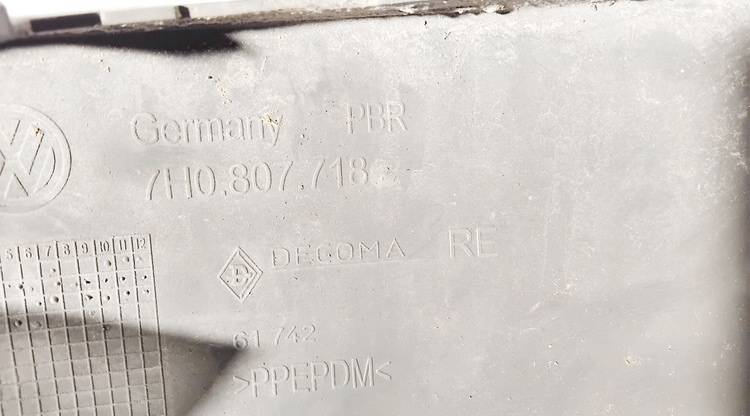 Germany PBR
7H0.807.718
DECOMA RE
5 6 7 8 9 10 11 12
61 742
>PPEPDM<